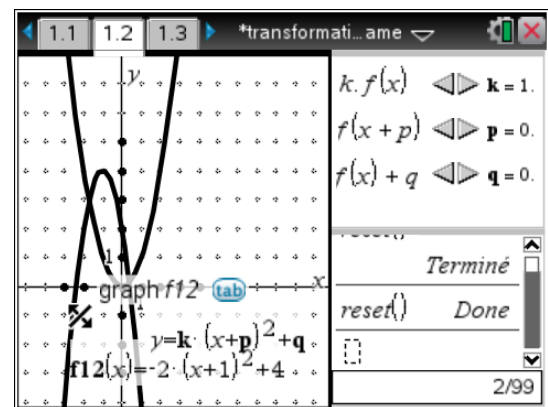 1.1 1.2 1.3 *transformati…ame
y
1
1
x
graph f12 tab
y=k·(x+p)²+q
f12(x)=-2·(x+1)²+4
k.f(x) k = 1.
f(x+p) p = 0.
f(x)+q q = 0.
Terminé
reset() Done
2/99